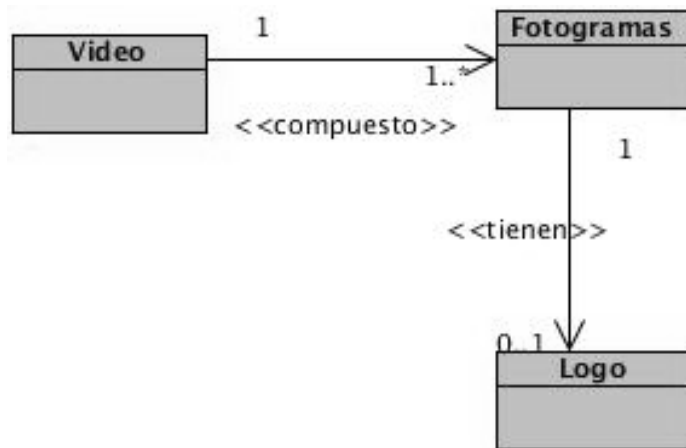 Video
1
1..*
Fotogramas
<<compuesto>>
1
<<tienen>>
0..1
Logo